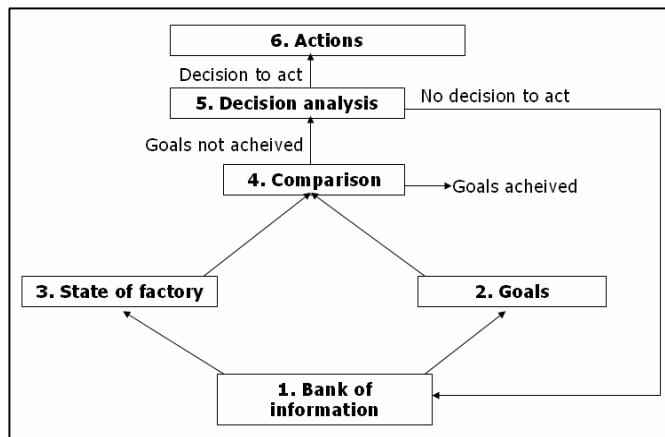 6. Actions
Decision to act
5. Decision analysis
No decision to act
Goals not acheived
4. Comparison
Goals acheived
3. State of factory
2. Goals
1. Bank of
information